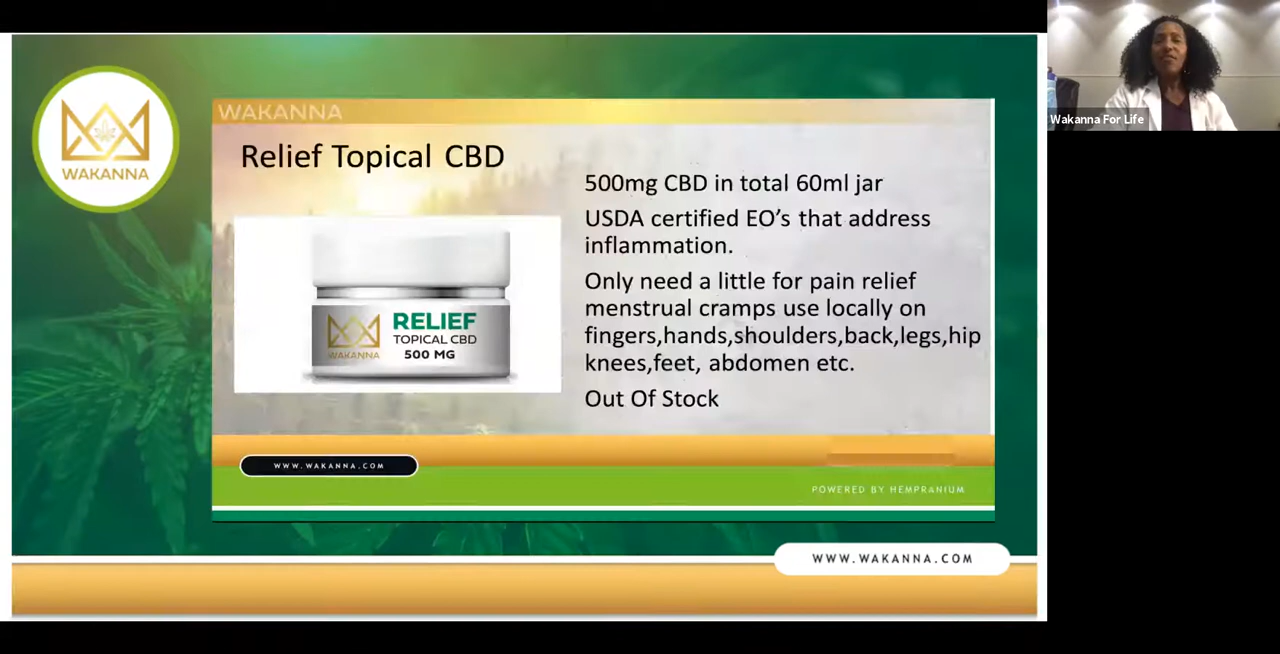 WAKANNA
Relief Topical CBD
500mg CBD in total 60ml jar
USDA certified EO's that address
inflammation.
Only need a little for pain relief
menstrual cramps use locally on
fingers,hands,shoulders,back,legs,hip
knees,feet, abdomen etc.
Out Of Stock
WAKANNA
RELIEF
TOPICAL CBD
500 MG
WAKANNA
WWW.WAKANNA.COM
POWERED BY HEMPRANIUM
WWW.WAKANNA.COM
Wakanna For Life